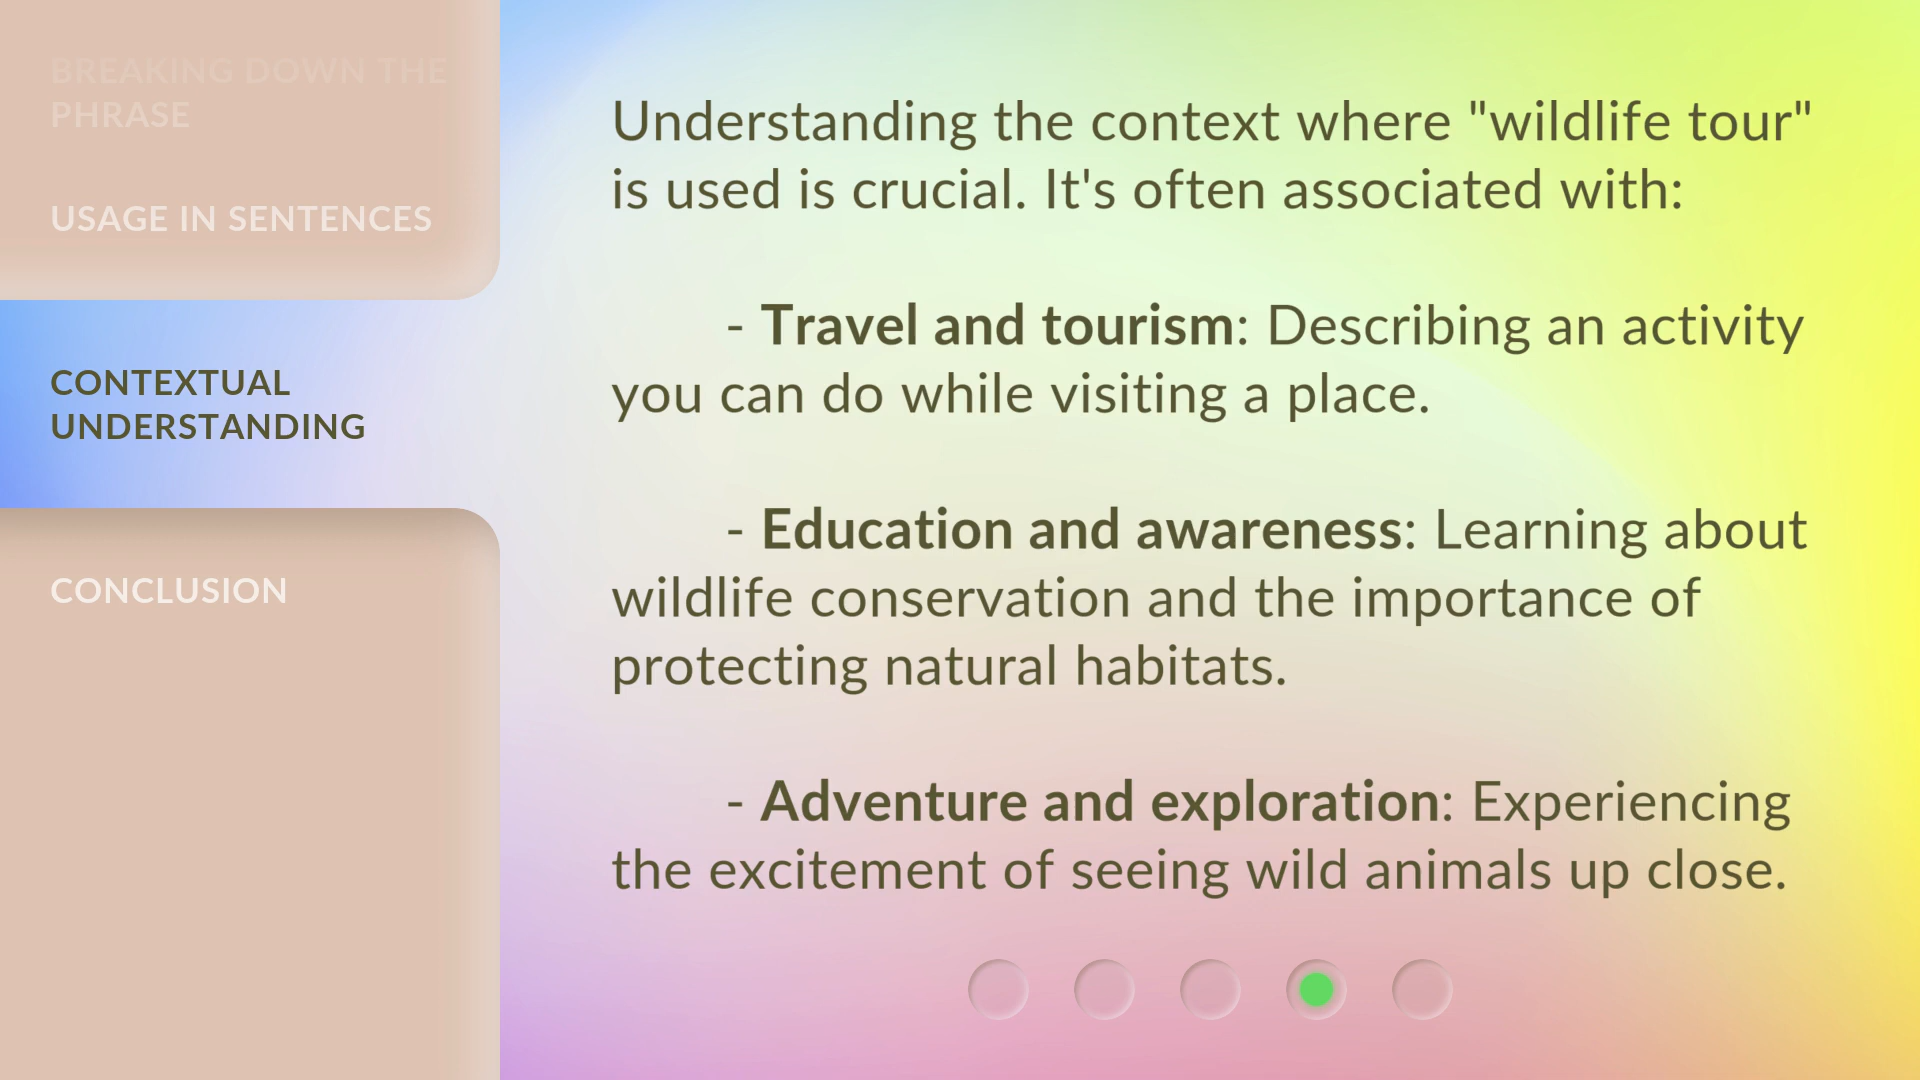 BREAKING DOWN THE
PHRASE
USAGE IN SENTENCES
CONTEXTUAL
UNDERSTANDING
CONCLUSION
Understanding the context where "wildlife tour"
is used is crucial. It's often associated with:
- Travel and tourism: Describing an activity
you can do while visiting a place.
- Education and awareness: Learning about
wildlife conservation and the importance of
protecting natural habitats.
- Adventure and exploration: Experiencing
the excitement of seeing wild animals up close.